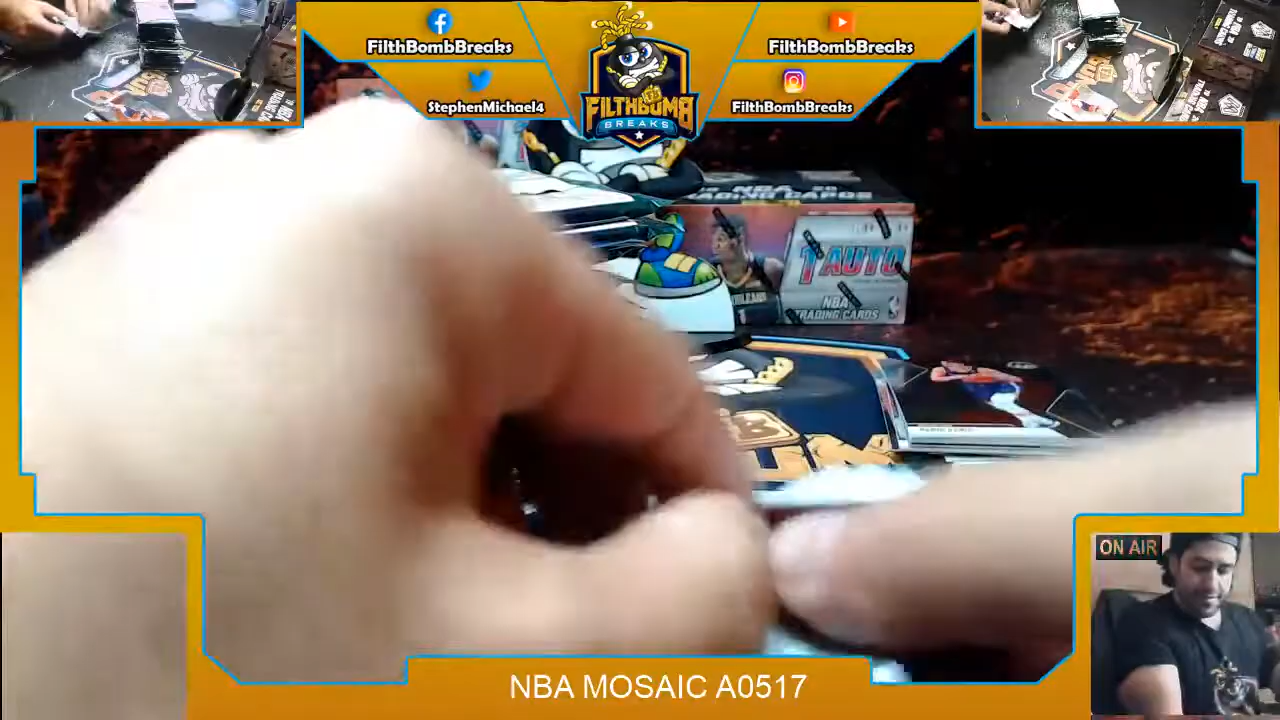 FilthBombBreaks
FilthBombBreaks
StephenMichael4
FilthBombBreaks
FILTHBOMB
BREAKS
1 AUTO
NBA
TRADING CARDS
ON AIR
NBA MOSAIC A0517